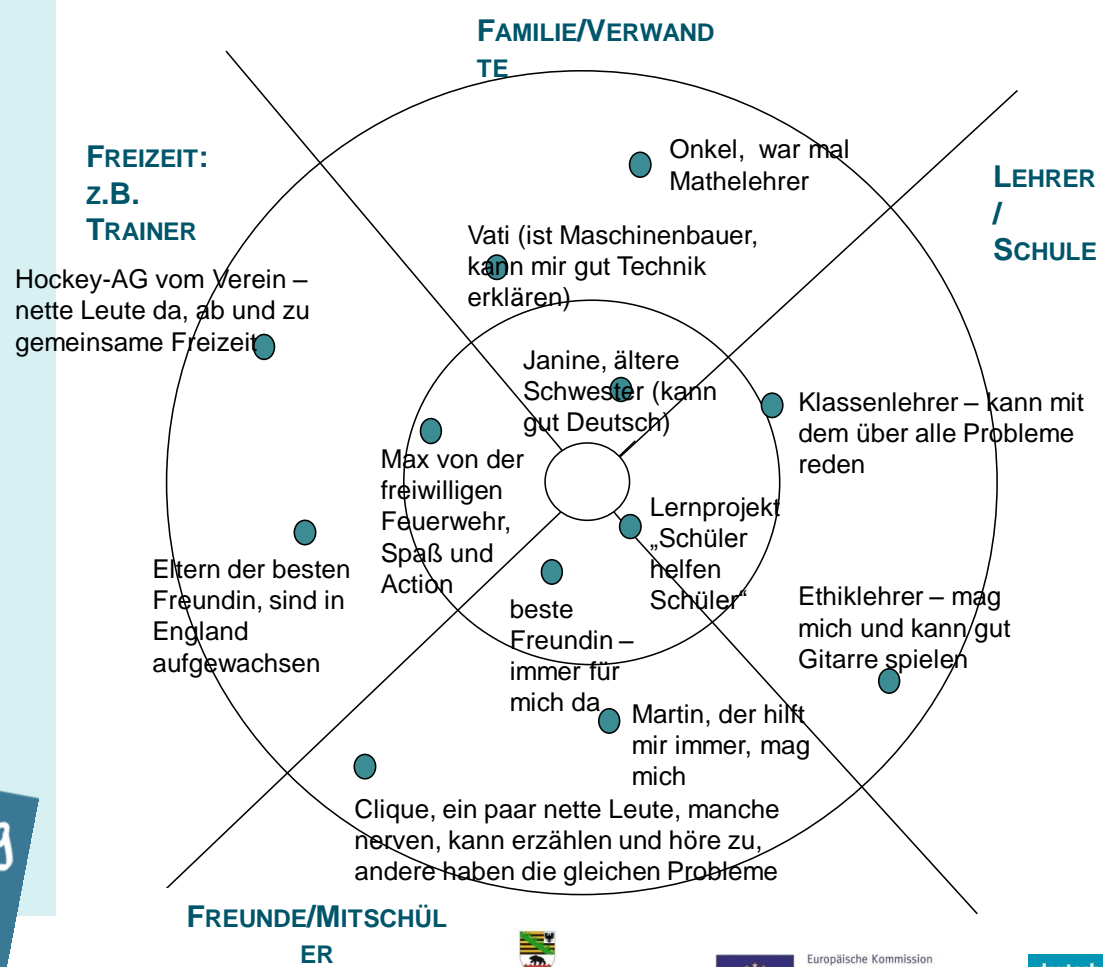 FAMILIE/VERWAND
TE
FREIZEIT:
Z.B.
TRAINER
LEHRER
/
SCHULE
Onkel, war mal
Mathelehrer
Vati (ist Maschinenbauer,
kann mir gut Technik
erklären)
Hockey-AG vom Verein –
nette Leute da, ab und zu
gemeinsame Freizeit
Janine, ältere
Schwester (kann
gut Deutsch)
Klassenlehrer – kann mit
dem über alle Probleme
reden
Max von der
freiwilligen
Feuerwehr,
Spaß und
Action
Lernprojekt
„Schüler
helfen
Schüler“
Eltern der besten
Freundin, sind in
England
aufgewachsen
beste
Freundin –
immer für
mich da
Ethiklehrer – mag
mich und kann gut
Gitarre spielen
Martin, der hilft
mir immer, mag
mich
Clique, ein paar nette Leute, manche
nerven, kann erzählen und höre zu,
andere haben die gleichen Probleme
FREUNDE/MITSCHÜL
ER
Europäische Kommission